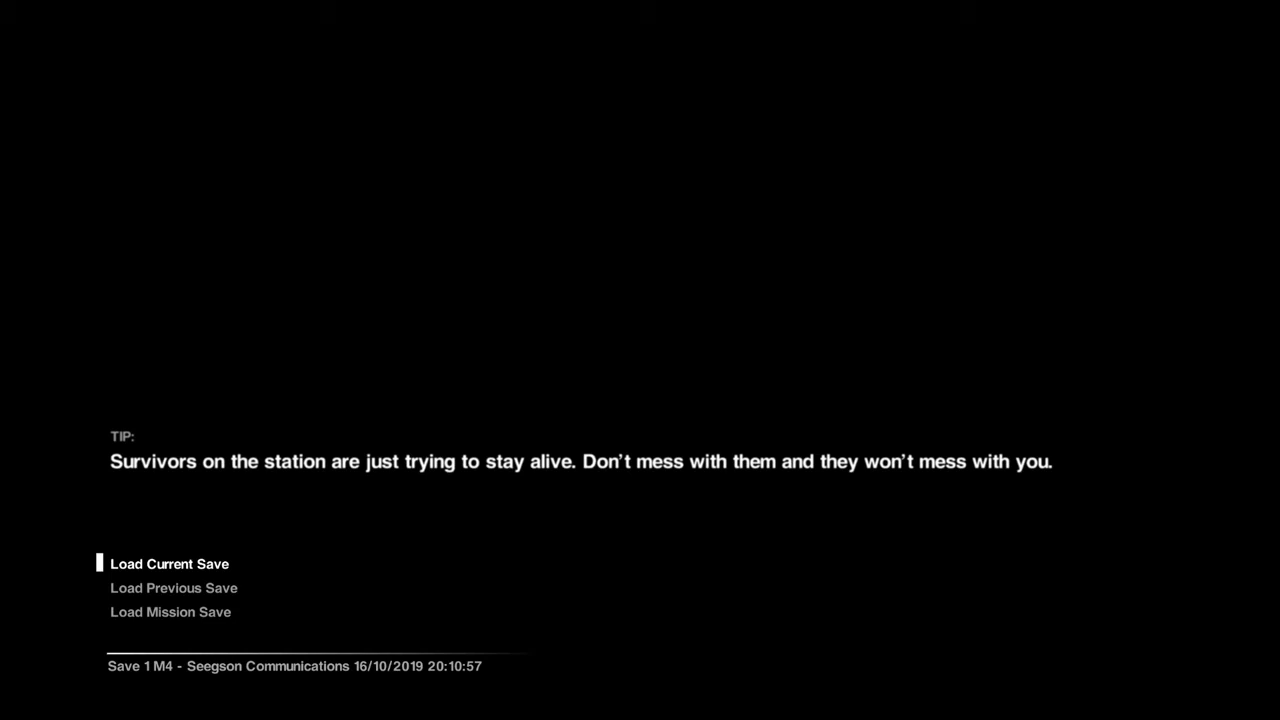 TIP:
Survivors on the station are just trying to stay alive. Don’t mess with them and they won’t mess with you.
Load Current Save
Load Previous Save
Load Mission Save
Save 1 M4 - Seegson Communications 16/10/2019 20:10:57